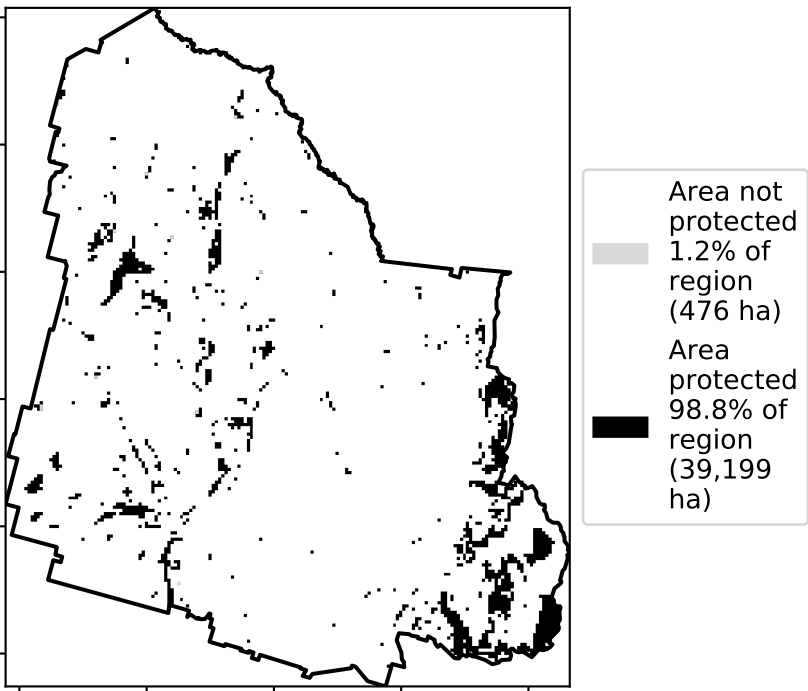 Area not
protected
1.2% of
region
(476 ha)
Area
protected
98.8% of
region
(39,199
ha)